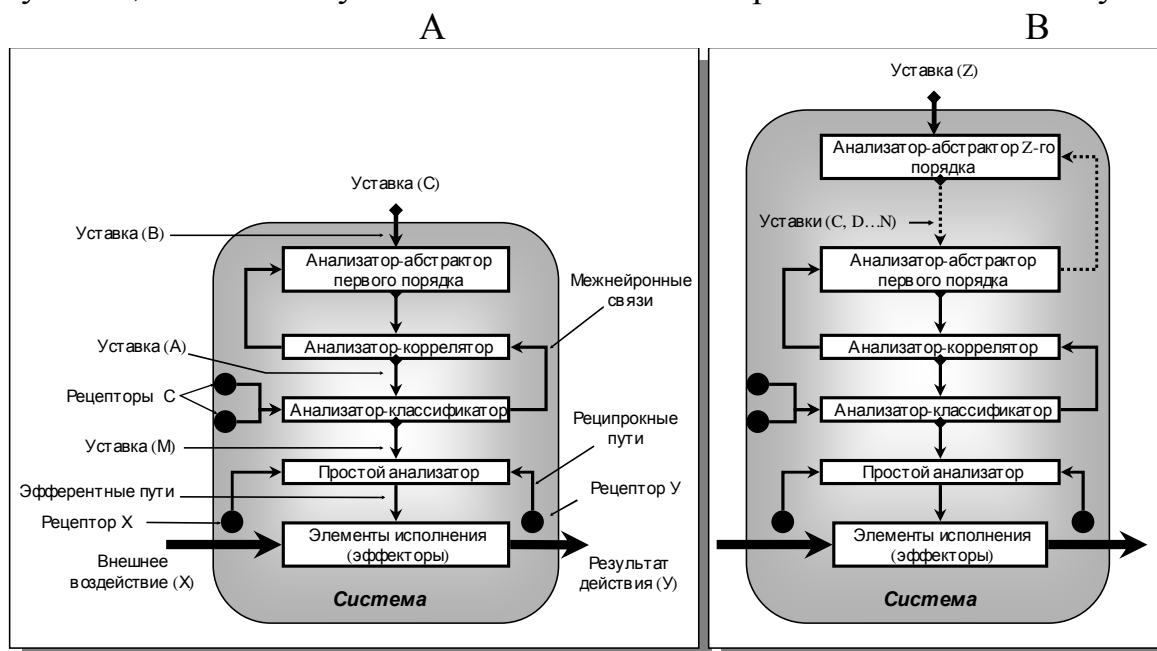 А
В
Уставка (С)
Уставка (В)
Анализатор-абстрактор
первого порядка
Межнейронные
связи
Уставка (А)
Анализатор-коррелятор
Рецепторы С
Анализатор-классификатор
Реципрокные
пути
Уставка (М)
Простой анализатор
Эфферентные пути
Рецептор У
Рецептор Х
Элементы исполнения
(эффекторы)
Внешнее
воздействие (Х)
Результат
действия (У)
Система
Уставка (Z)
Анализатор-абстрактор Z-го
порядка
Уставки (С, D...N)
Анализатор-абстрактор
первого порядка
Анализатор-коррелятор
Анализатор-классификатор
Простой анализатор
Элементы исполнения
(эффекторы)
Система